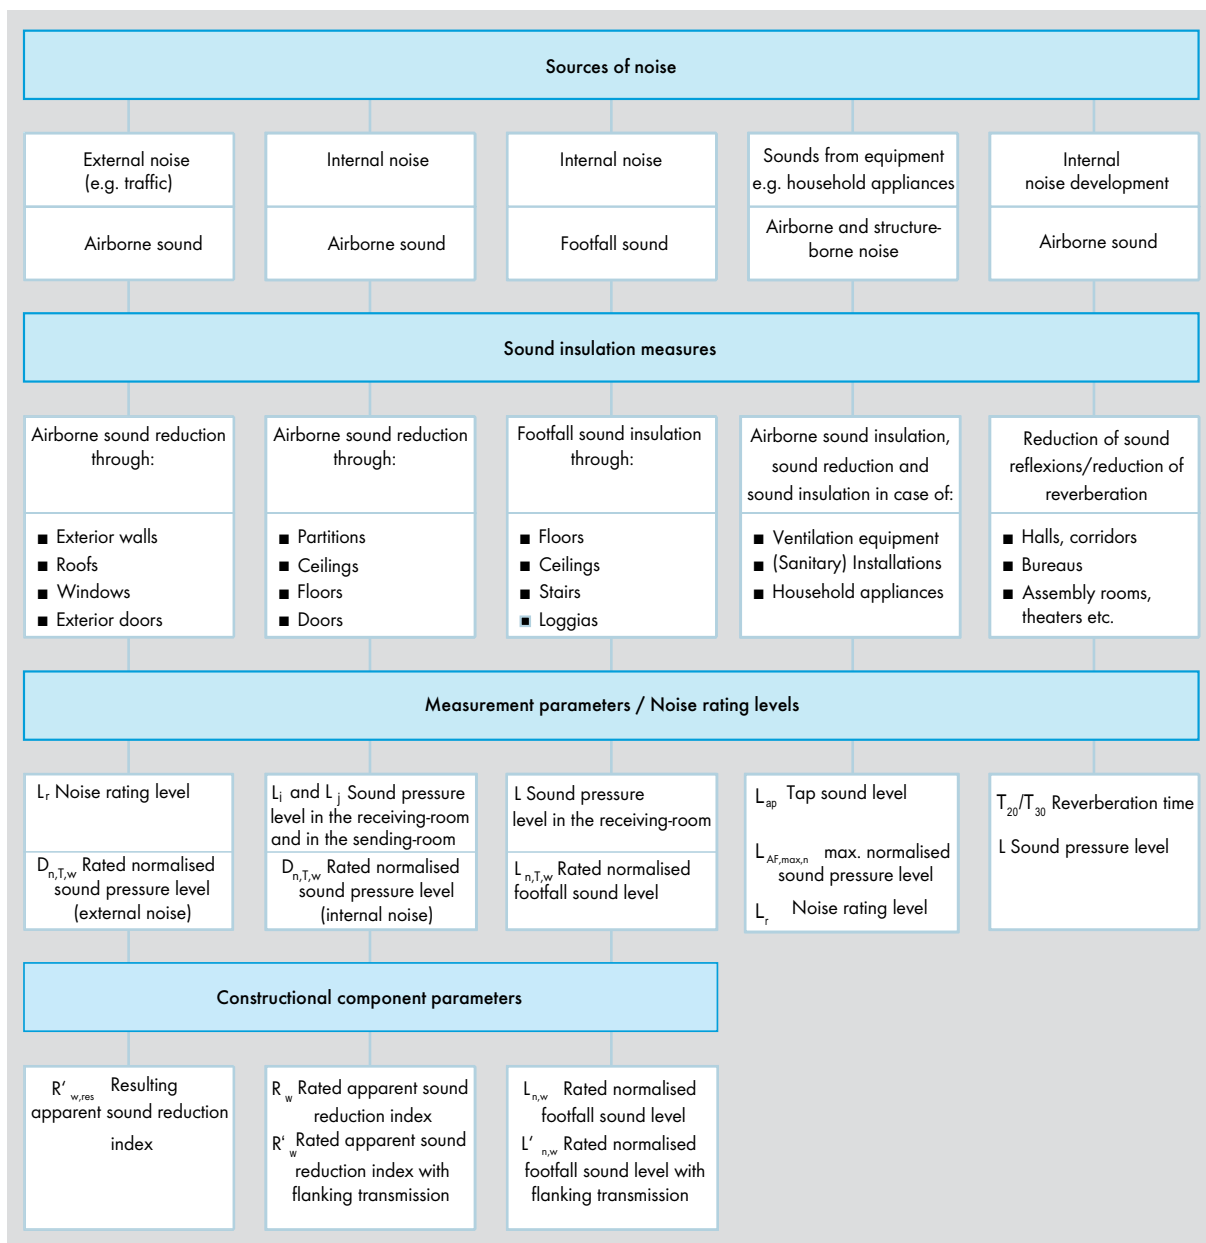 Sources of noise
External noise
(e.g. traffic)
Airborne sound
Internal noise
Airborne sound
Internal noise
Footfall sound
Sounds from equipment
e.g. household appliances
Airborne and structure-
borne noise
Internal
noise development
Airborne sound
Sound insulation measures
Airborne sound reduction
through:
■ Exterior walls
■ Roofs
■ Windows
■ Exterior doors
Airborne sound reduction
through:
■ Partitions
■ Ceilings
■ Floors
■ Doors
Footfall sound insulation
through:
■ Floors
■ Ceilings
■ Stairs
■ Loggias
Airborne sound insulation,
sound reduction and
sound insulation in case of:
■ Ventilation equipment
■ (Sanitary) Installations
■ Household appliances
Reduction of sound
reflexions/reduction of
reverberation
■ Halls, corridors
■ Bureaus
■ Assembly rooms,
theaters etc.
Measurement parameters / Noise rating levels
Lr Noise rating level
Dn,T,w Rated normalised
sound pressure level
(external noise)
Li and Lj Sound pressure
level in the receiving-room
and in the sending-room
Dn,T,w Rated normalised
sound pressure level
(internal noise)
L Sound pressure
level in the receiving-room
Ln,T,w Rated normalised
footfall sound level
Lap Tap sound level
LAF,max,n max. normalised
sound pressure level
Lr Noise rating level
T20/T30 Reverberation time
L Sound pressure level
Constructional component parameters
R’w,res Resulting
apparent sound reduction
index
Rw Rated apparent sound
reduction index
R‘w Rated apparent sound
reduction index with
flanking transmission
Ln,w Rated normalised
footfall sound level
L’n,w Rated normalised
footfall sound level with
flanking transmission